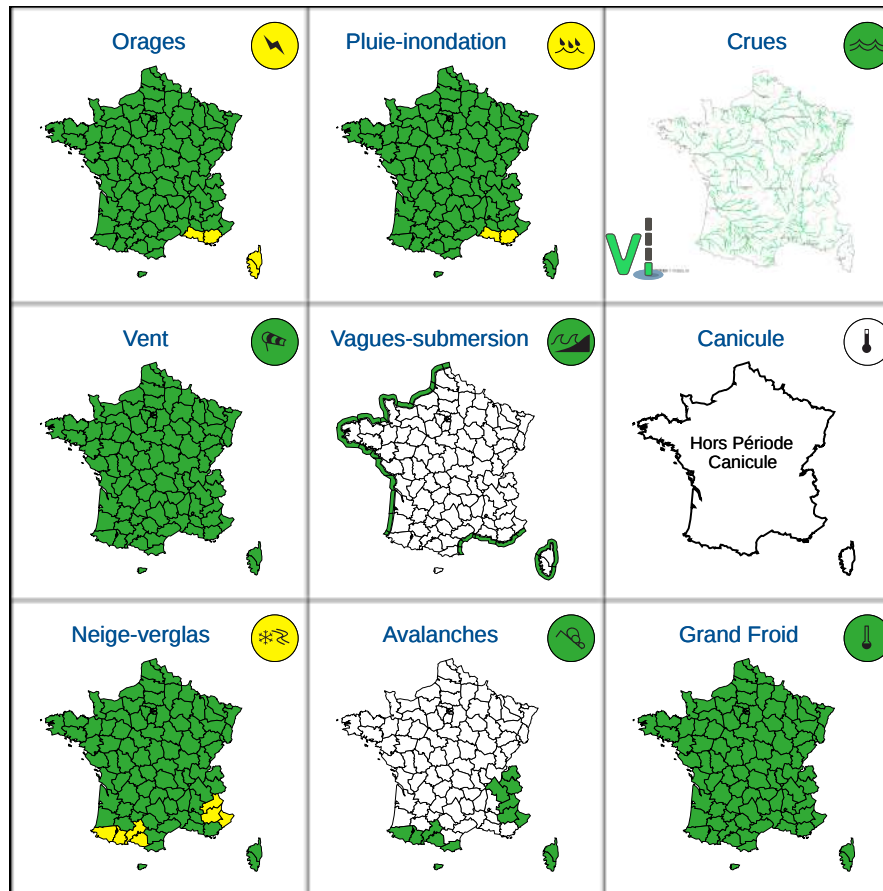 Orages
Pluie-inondation
Crues
Vent
Vagues-submersion
Canicule
Hors Période
Canicule
Neige-verglas
Avalanches
Grand Froid